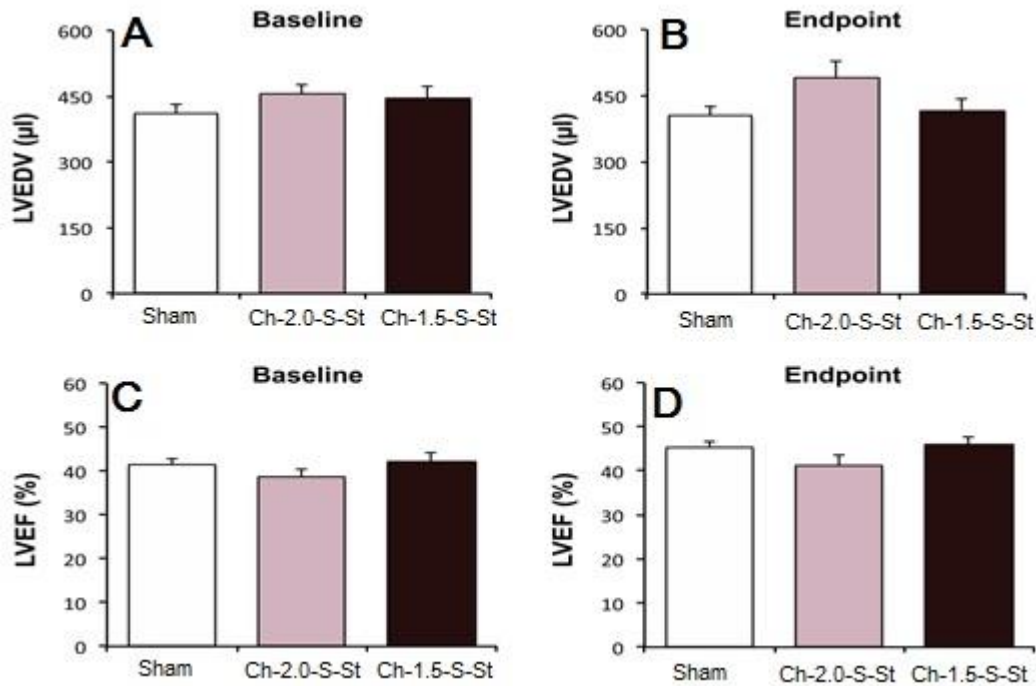 A
Baseline
LVEDV (µl)
600
450
300
150
0
Sham
Ch-2.0-S-St
Ch-1.5-S-St
B
Endpoint
LVEDV (µl)
600
450
300
150
0
Sham
Ch-2.0-S-St
Ch-1.5-S-St
C
Baseline
LVEF (%)
60
50
40
30
20
10
0
Sham
Ch-2.0-S-St
Ch-1.5-S-St
D
Endpoint
LVEF (%)
60
50
40
30
20
10
0
Sham
Ch-2.0-S-St
Ch-1.5-S-St